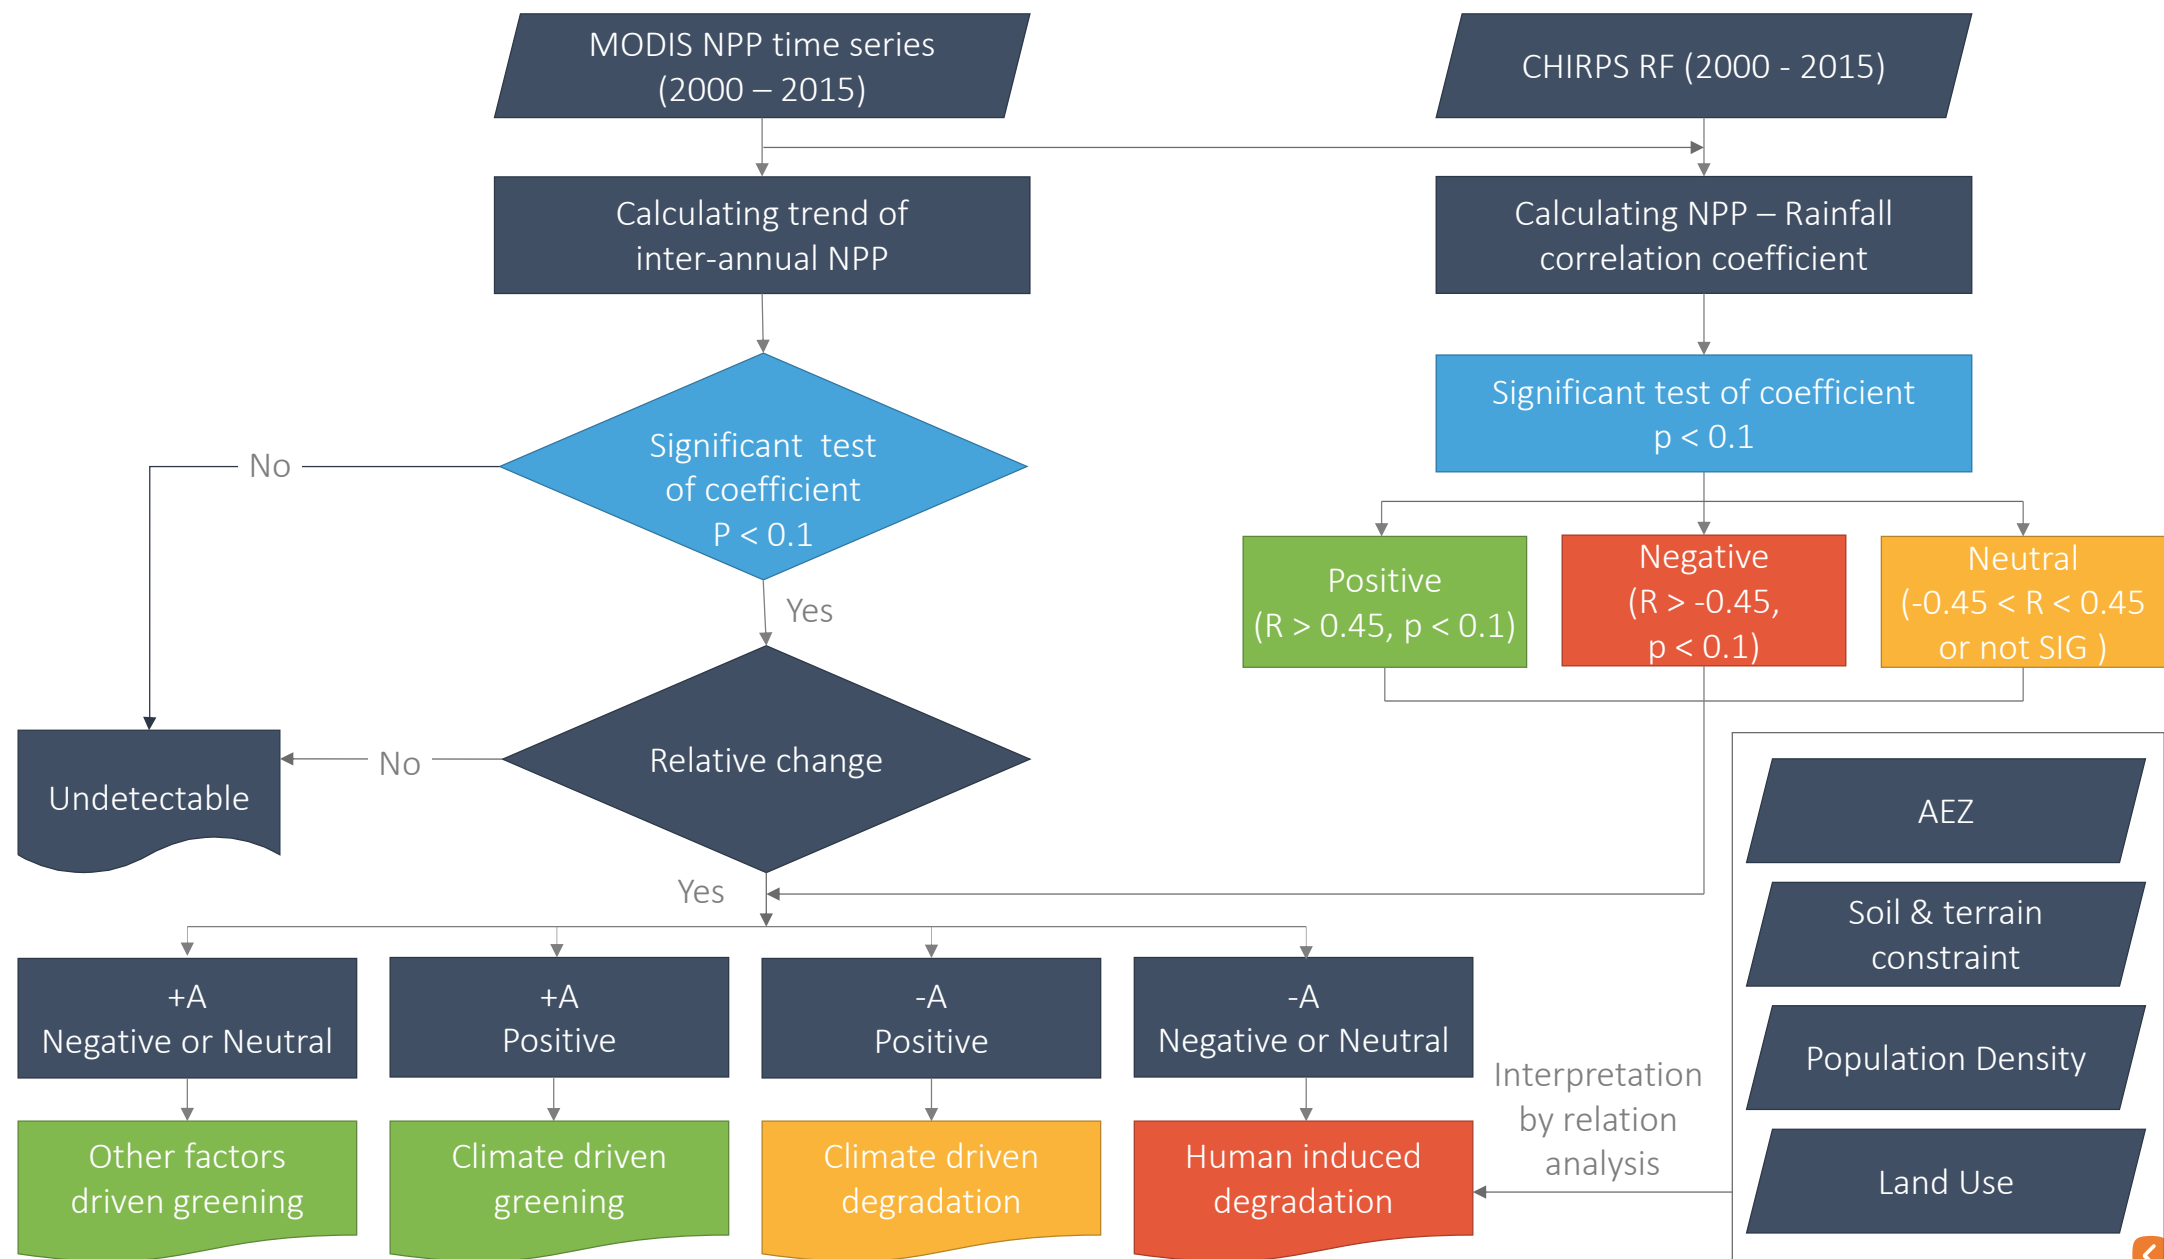 MODIS NPP time series
(2000 – 2015)
CHIRPS RF (2000 - 2015)
Calculating trend of
inter-annual NPP
Calculating NPP – Rainfall
correlation coefficient
Significant test
of coefficient
P < 0.1
Significant test of coefficient
p < 0.1
No
Yes
Positive
(R > 0.45, p < 0.1)
Negative
(R > -0.45,
p < 0.1)
Neutral
(-0.45 < R < 0.45
or not SIG )
Relative change
No
Undetectable
Yes
AEZ
Soil & terrain
constraint
Population Density
Land Use
+A
Negative or Neutral
+A
Positive
-A
Positive
-A
Negative or Neutral
Interpretation
by relation
analysis
Other factors
driven greening
Climate driven
greening
Climate driven
degradation
Human induced
degradation